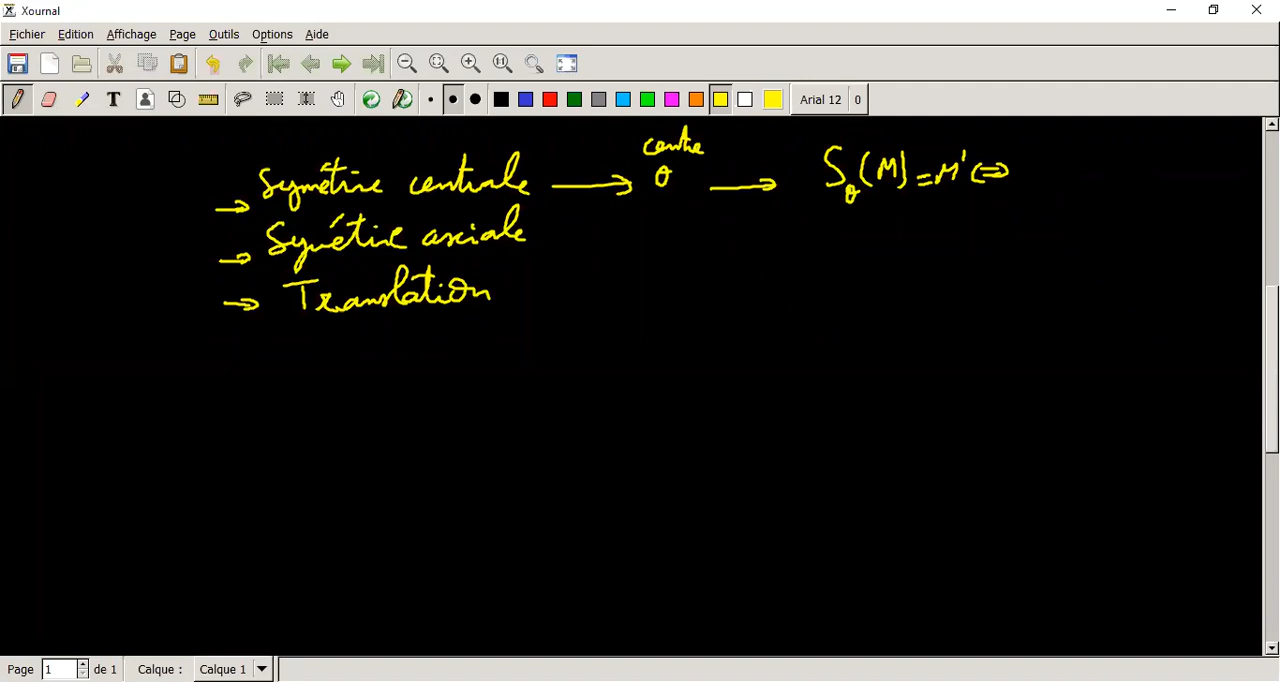 Xournal
Fichier Edition Affichage Page Outils Options Aide
Arial 12 0
→ Symétrie centrale → centre O → S_O(M) = M' ⇔
→ Symétrie axiale
→ Translation
Page 1 de 1 Calque : Calque 1